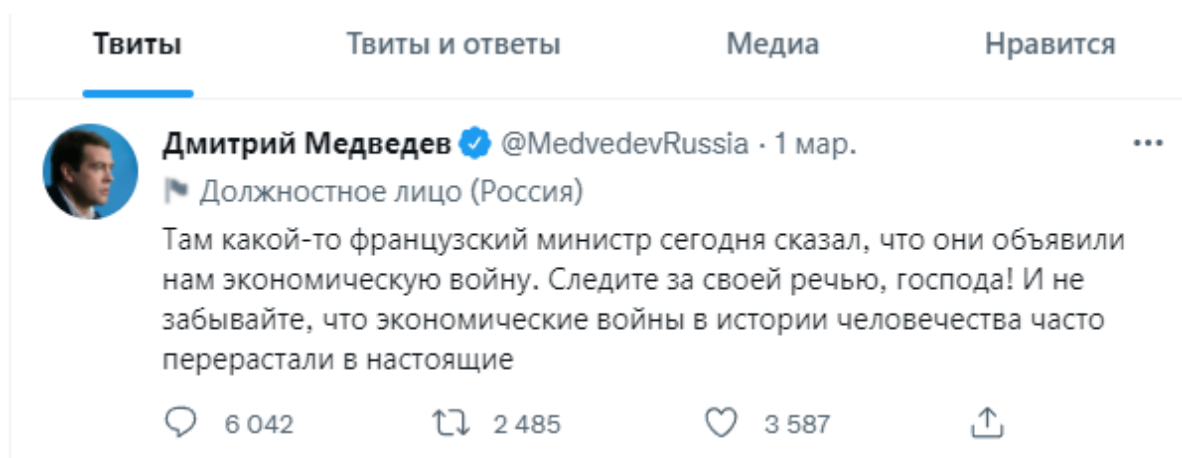 Твиты Твиты и ответы Медиа Нравится
Дмитрий Медведев @MedvedevRussia · 1 мар.
Должностное лицо (Россия)
Там какой-то французский министр сегодня сказал, что они объявили
нам экономическую войну. Следите за своей речью, господа! И не
забывайте, что экономические войны в истории человечества часто
перерастали в настоящие
6 042 2 485 3 587